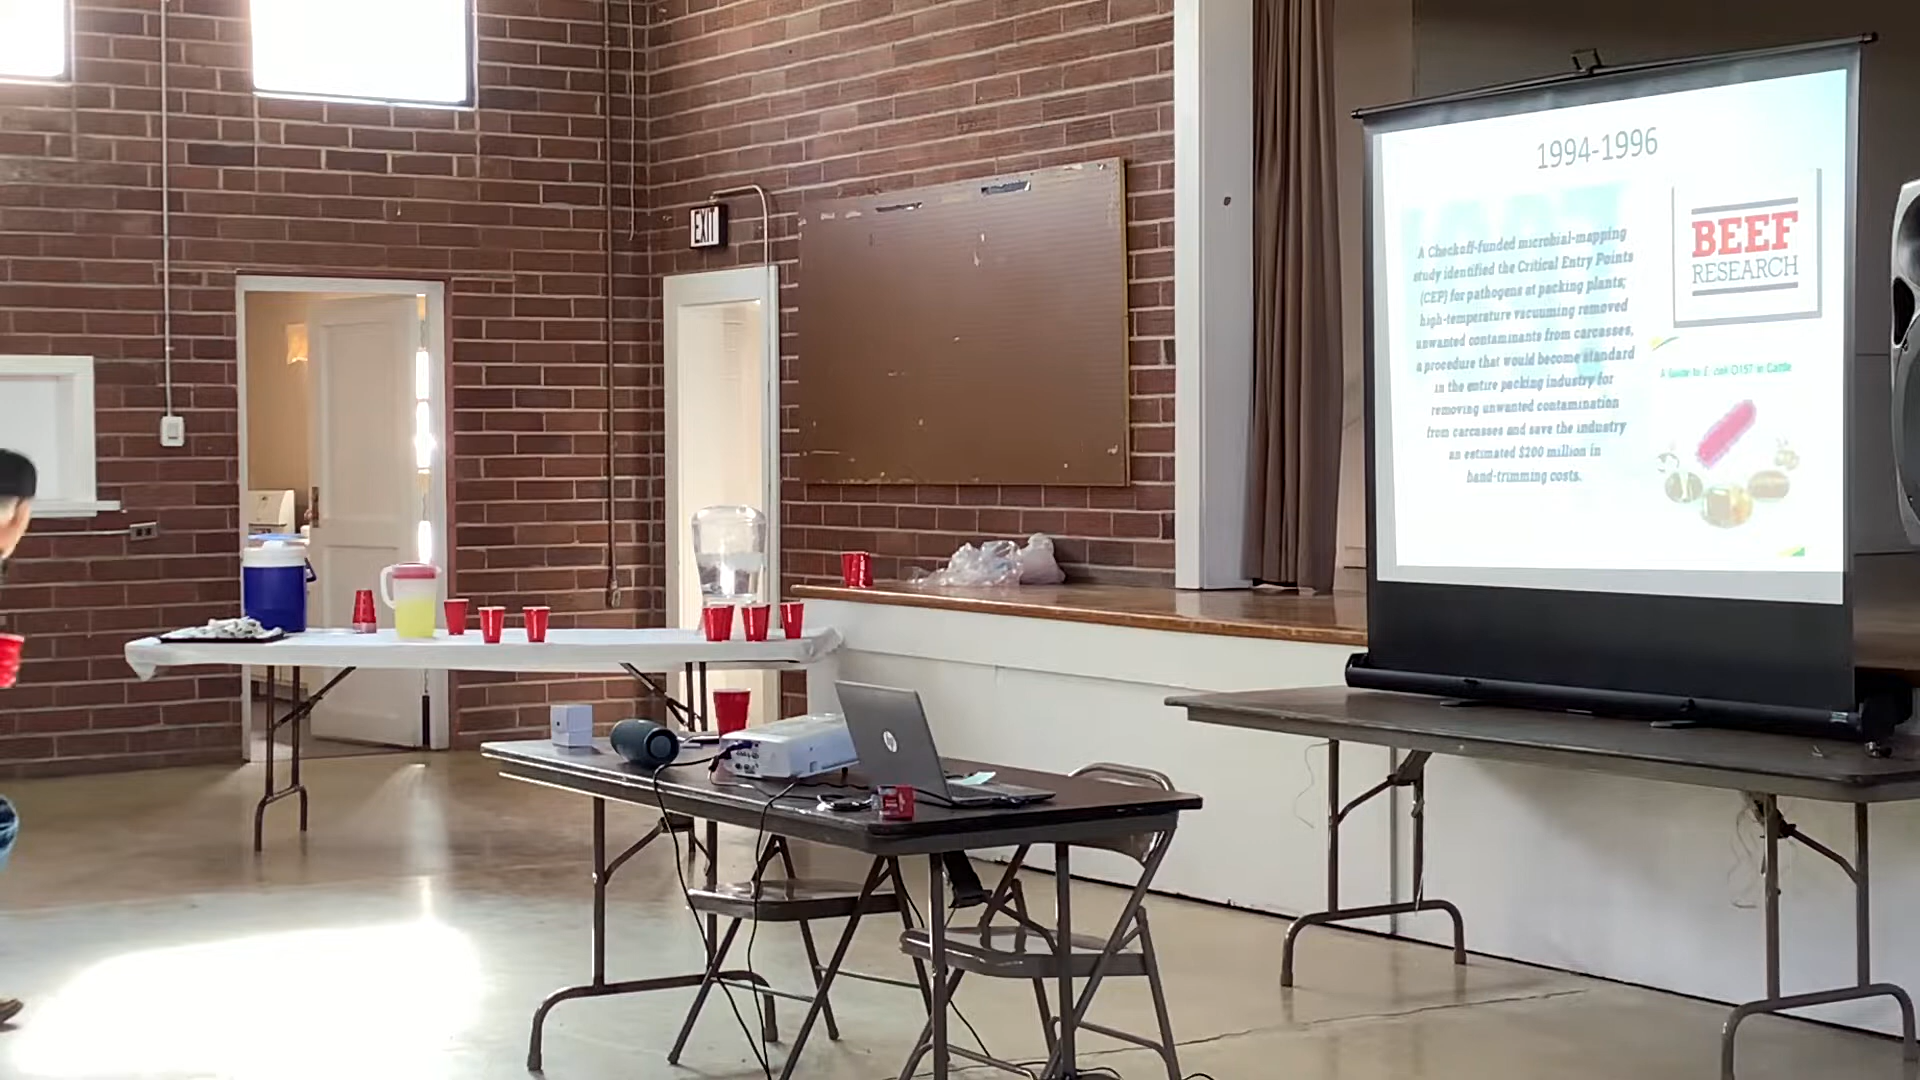 EXIT
1994-1996
A Checkoff-funded microbial-mapping
study identified the Critical Entry Points
(CEP) for pathogens at packing plants;
high-temperature vacuuming removed
unwanted contaminants from carcasses,
a procedure that would become standard
in the entire packing industry for
removing unwanted contamination
from carcasses and save the industry
an estimated $200 million in
hand-trimming costs.
BEEF
RESEARCH
A Guide to E. coli O157 in Cattle
hp